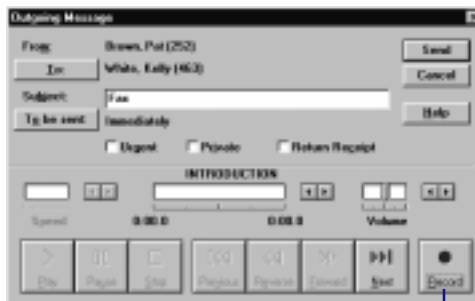 Outgoing Message
From: Brown, Pat (252) Send
To: White, Kelly (463) Cancel
Subject: Fax
To be sent Immediately Help
Urgent Private Return Receipt
INTRODUCTION
Speed 0:00.0 0:00.0 Volume
Play Pause Stop Previous Reverse Forward Next Record